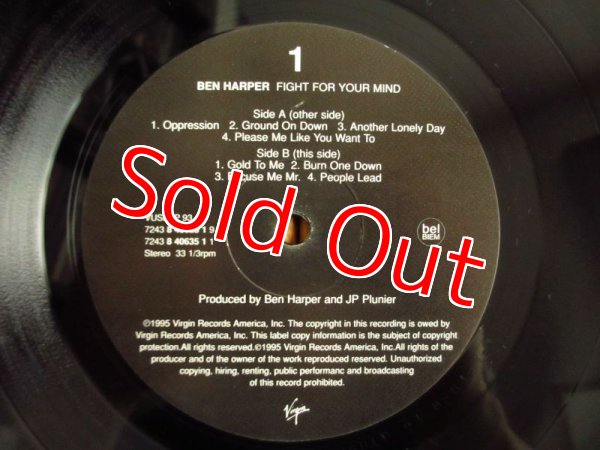 1
BEN HARPER FIGHT FOR YOUR MIND
Side A (other side)
1. Oppression 2. Ground On Down 3. Another Lonely Day
4. Please Me Like You Want To
Side B (this side)
1. Gold To Me 2. Burn One Down
3. Mr. 4. People Lead
Sold Out
93
7243 8 1 9
7243 8 40635 1 1
Stereo 33 1/3rpm
bel
BIEM
Produced by Ben Harper and JP Plunier
©1995 Virgin Records America, Inc. The copyright in this recording is owed by
Virgin Records America, Inc. This label copy information is the subject of copyright
protection.All rights reserved.©1995 Virgin Records America, Inc.All rights of the
producer and of the owner of the work reproduced reserved. Unauthorized
copying, hiring, renting, public performanc and broadcasting
of this record prohibited.
Virgin